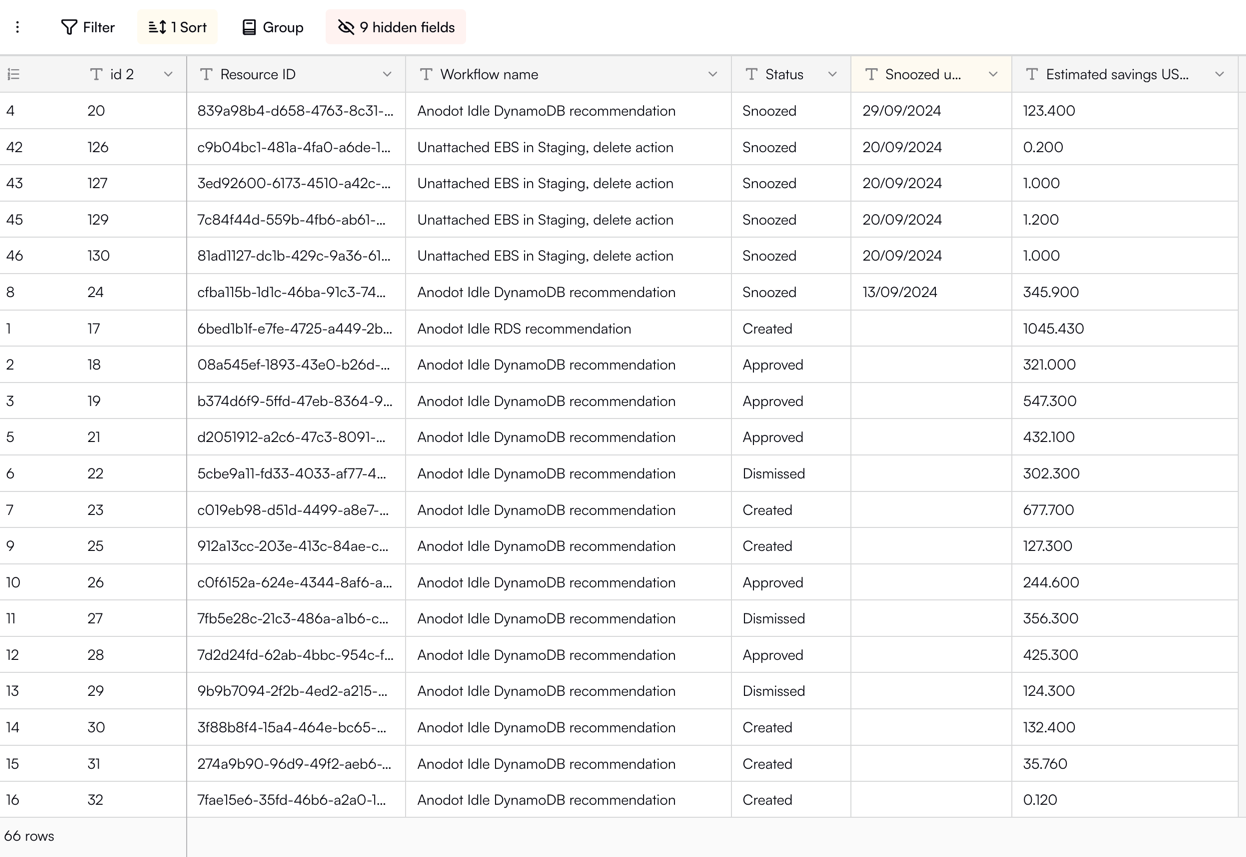 Filter 1 Sort Group 9 hidden fields
id 2 Resource ID Workflow name Status Snoozed u... Estimated savings US...
4 20 839a98b4-d658-4763-8c31-... Anodot Idle DynamoDB recommendation Snoozed 29/09/2024 123.400
42 126 c9b04bc1-481a-4fa0-a6de-1... Unattached EBS in Staging, delete action Snoozed 20/09/2024 0.200
43 127 3ed92600-6173-4510-a42c-... Unattached EBS in Staging, delete action Snoozed 20/09/2024 1.000
45 129 7c84f44d-559b-4fb6-ab61-... Unattached EBS in Staging, delete action Snoozed 20/09/2024 1.200
46 130 81ad1127-dc1b-429c-9a36-61... Unattached EBS in Staging, delete action Snoozed 20/09/2024 1.000
8 24 cfba115b-1d1c-46ba-91c3-74... Anodot Idle DynamoDB recommendation Snoozed 13/09/2024 345.900
1 17 6bed1b1f-e7fe-4725-a449-2b... Anodot Idle RDS recommendation Created 1045.430
2 18 08a545ef-1893-43e0-b26d-... Anodot Idle DynamoDB recommendation Approved 321.000
3 19 b374d6f9-5ffd-47eb-8364-9... Anodot Idle DynamoDB recommendation Approved 547.300
5 21 d2051912-a2c6-47c3-8091-... Anodot Idle DynamoDB recommendation Approved 432.100
6 22 5cbe9a11-fd33-4033-af77-4... Anodot Idle DynamoDB recommendation Dismissed 302.300
7 23 c019eb98-d51d-4499-a8e7-... Anodot Idle DynamoDB recommendation Created 677.700
9 25 912a13cc-203e-413c-84ae-c... Anodot Idle DynamoDB recommendation Created 127.300
10 26 c0f6152a-624e-4344-8af6-a... Anodot Idle DynamoDB recommendation Approved 244.600
11 27 7fb5e28c-21c3-486a-a1b6-c... Anodot Idle DynamoDB recommendation Dismissed 356.300
12 28 7d2d24fd-62ab-4bbc-954c-f... Anodot Idle DynamoDB recommendation Approved 425.300
13 29 9b9b7094-2f2b-4ed2-a215-... Anodot Idle DynamoDB recommendation Dismissed 124.300
14 30 3f88b8f4-15a4-464e-bc65-... Anodot Idle DynamoDB recommendation Created 132.400
15 31 274a9b90-96d9-49f2-aeb6-... Anodot Idle DynamoDB recommendation Created 35.760
16 32 7fae15e6-35fd-46b6-a2a0-1... Anodot Idle DynamoDB recommendation Created 0.120
66 rows